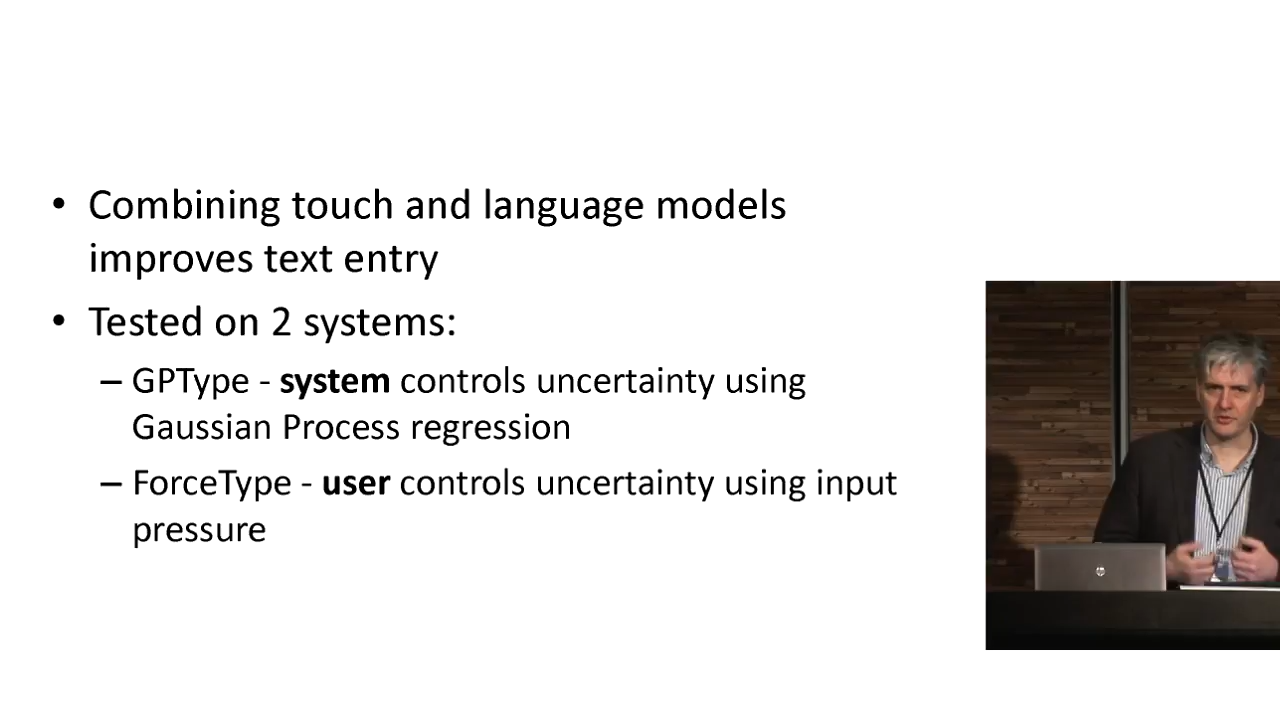 • Combining touch and language models
improves text entry
• Tested on 2 systems:
– GPType - system controls uncertainty using
Gaussian Process regression
– ForceType - user controls uncertainty using input
pressure